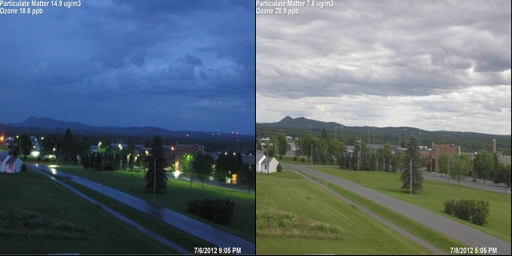 Particulate Matter 14.9 ug/m3
Ozone 18.6 ppb
7/6/2012 9:05 PM
Particulate Matter 7.8 ug/m3
Ozone 28.9 ppb
7/8/2012 5:05 PM